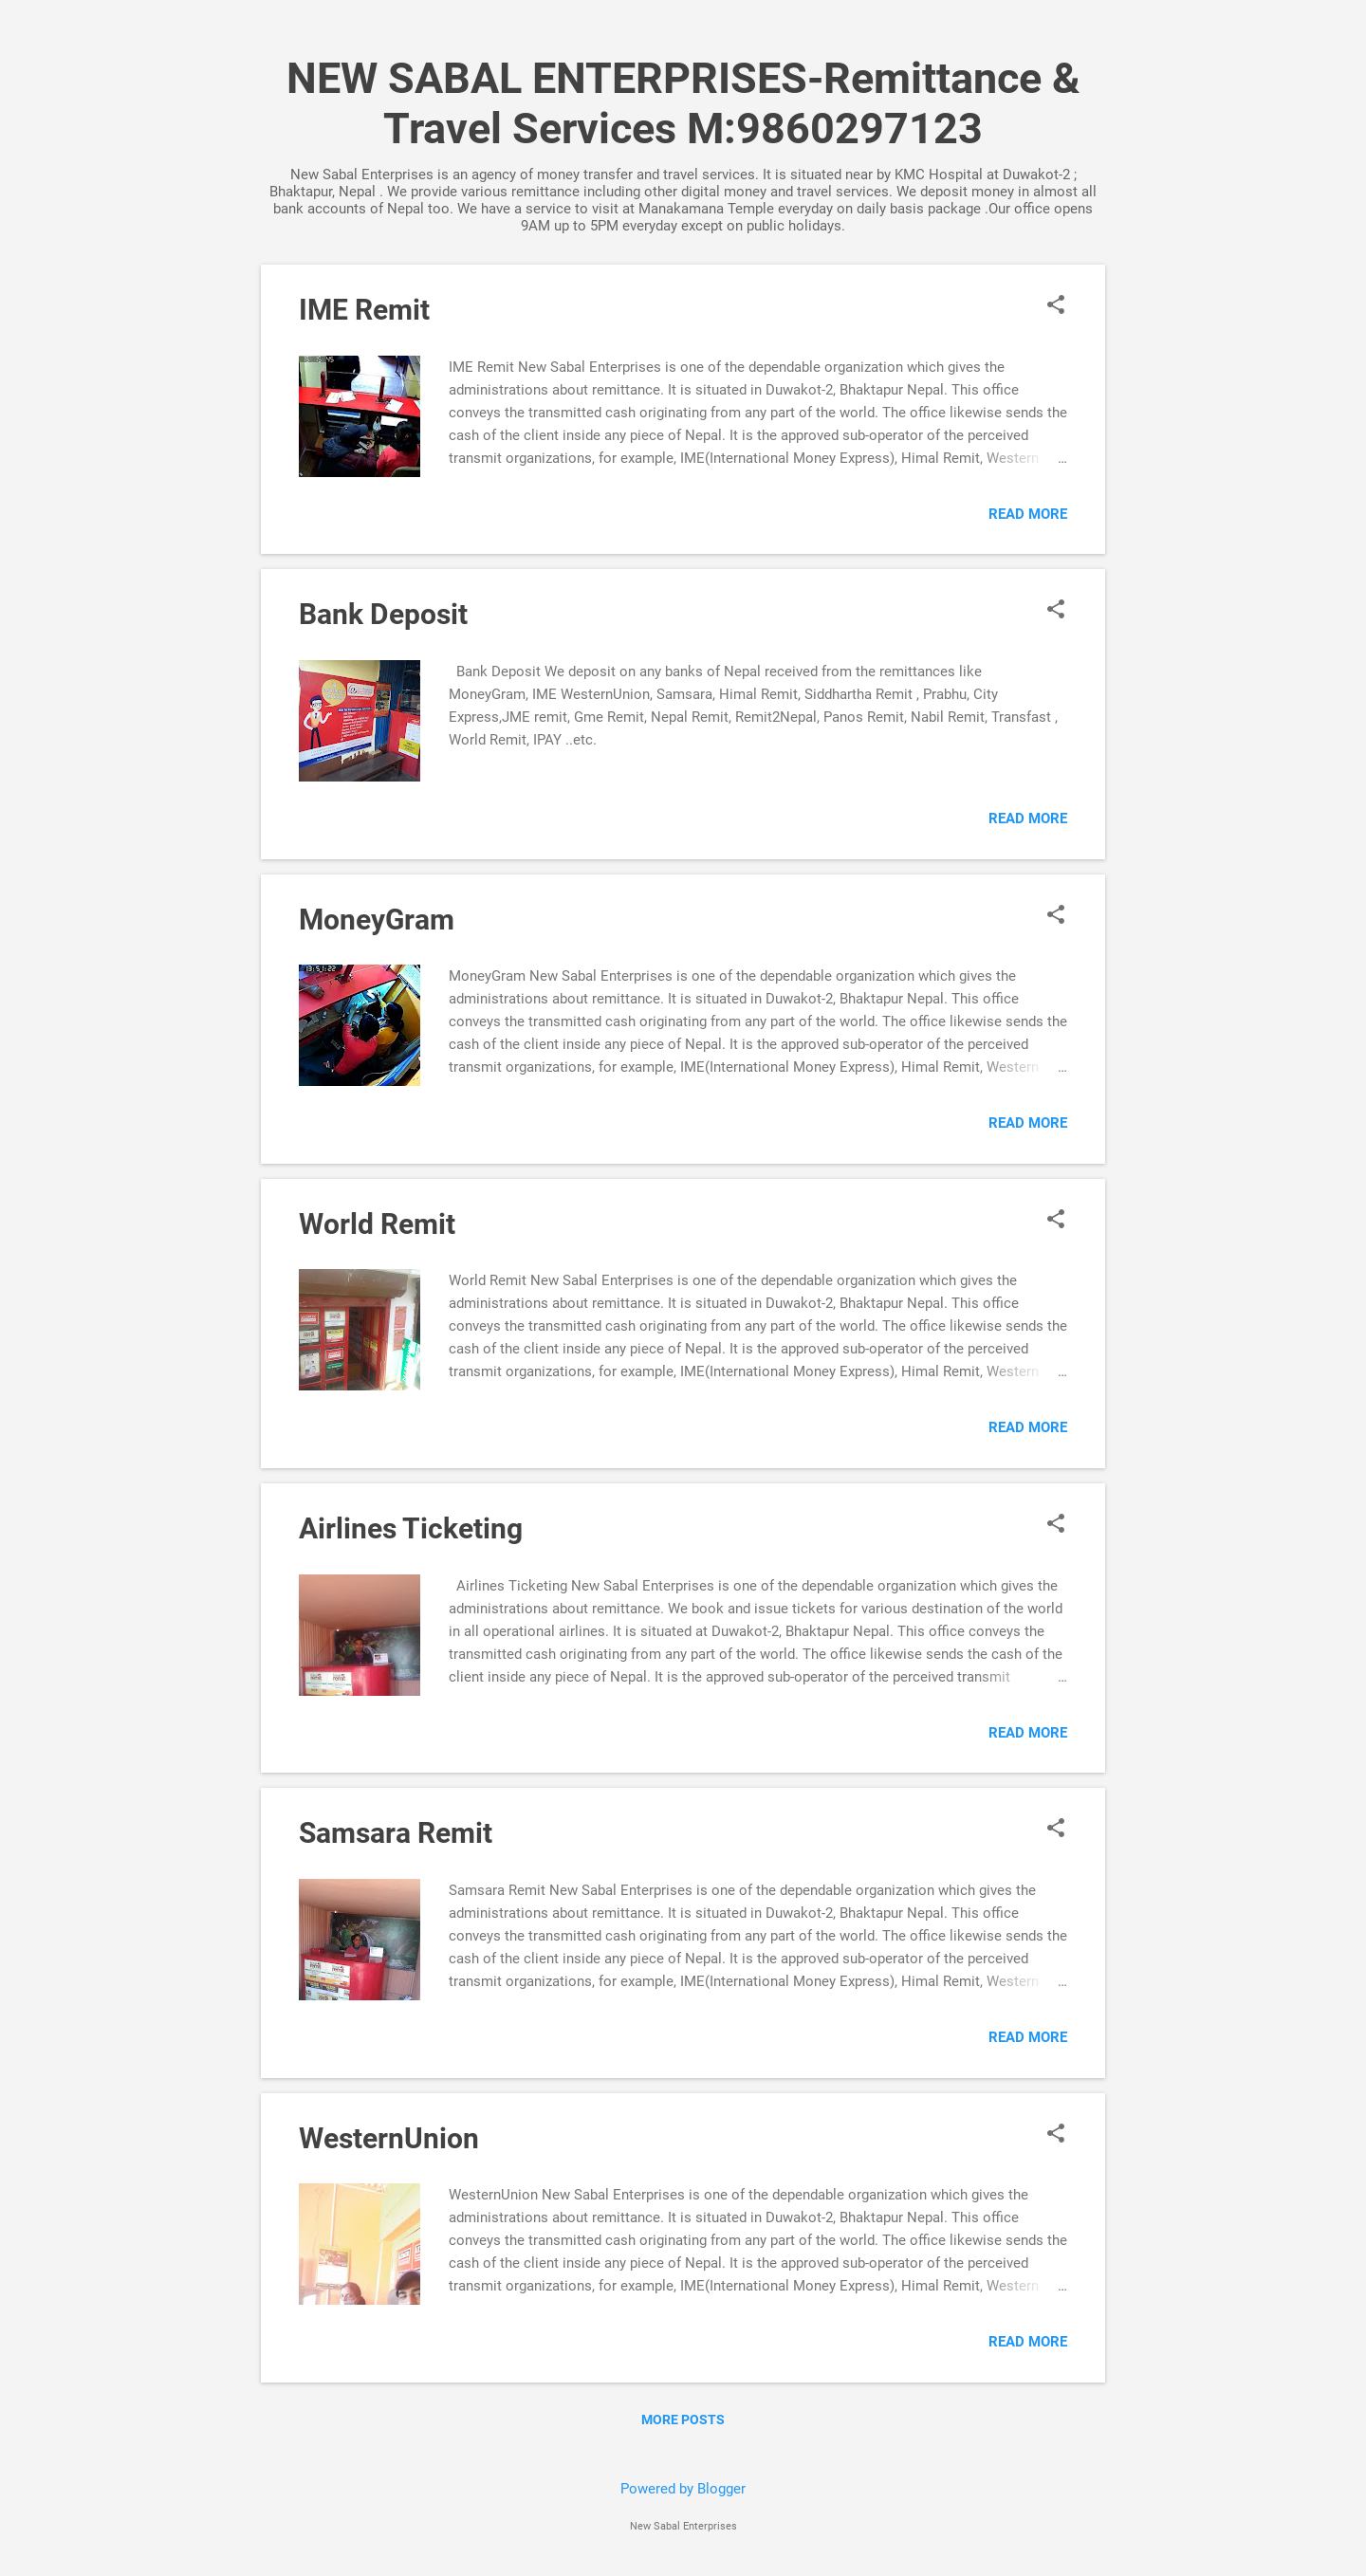 NEW SABAL ENTERPRISES-Remittance &
Travel Services M:9860297123
New Sabal Enterprises is an agency of money transfer and travel services. It is situated near by KMC Hospital at Duwakot-2 ;
Bhaktapur, Nepal . We provide various remittance including other digital money and travel services. We deposit money in almost all
bank accounts of Nepal too. We have a service to visit at Manakamana Temple everyday on daily basis package .Our office opens
9AM up to 5PM everyday except on public holidays.
IME Remit
IME Remit New Sabal Enterprises is one of the dependable organization which gives the
administrations about remittance. It is situated in Duwakot-2, Bhaktapur Nepal. This office
conveys the transmitted cash originating from any part of the world. The office likewise sends the
cash of the client inside any piece of Nepal. It is the approved sub-operator of the perceived
transmit organizations, for example, IME(International Money Express), Himal Remit, Western ...
READ MORE
Bank Deposit
Bank Deposit We deposit on any banks of Nepal received from the remittances like
MoneyGram, IME WesternUnion, Samsara, Himal Remit, Siddhartha Remit , Prabhu, City
Express,JME remit, Gme Remit, Nepal Remit, Remit2Nepal, Panos Remit, Nabil Remit, Transfast ,
World Remit, IPAY ..etc.
READ MORE
MoneyGram
13:51:22
MoneyGram New Sabal Enterprises is one of the dependable organization which gives the
administrations about remittance. It is situated in Duwakot-2, Bhaktapur Nepal. This office
conveys the transmitted cash originating from any part of the world. The office likewise sends the
cash of the client inside any piece of Nepal. It is the approved sub-operator of the perceived
transmit organizations, for example, IME(International Money Express), Himal Remit, Western ...
READ MORE
World Remit
World Remit New Sabal Enterprises is one of the dependable organization which gives the
administrations about remittance. It is situated in Duwakot-2, Bhaktapur Nepal. This office
conveys the transmitted cash originating from any part of the world. The office likewise sends the
cash of the client inside any piece of Nepal. It is the approved sub-operator of the perceived
transmit organizations, for example, IME(International Money Express), Himal Remit, Western ...
READ MORE
Airlines Ticketing
Airlines Ticketing New Sabal Enterprises is one of the dependable organization which gives the
administrations about remittance. We book and issue tickets for various destination of the world
in all operational airlines. It is situated at Duwakot-2, Bhaktapur Nepal. This office conveys the
transmitted cash originating from any part of the world. The office likewise sends the cash of the
client inside any piece of Nepal. It is the approved sub-operator of the perceived transmit ...
READ MORE
Samsara Remit
Samsara Remit New Sabal Enterprises is one of the dependable organization which gives the
administrations about remittance. It is situated in Duwakot-2, Bhaktapur Nepal. This office
conveys the transmitted cash originating from any part of the world. The office likewise sends the
cash of the client inside any piece of Nepal. It is the approved sub-operator of the perceived
transmit organizations, for example, IME(International Money Express), Himal Remit, Western ...
READ MORE
WesternUnion
WesternUnion New Sabal Enterprises is one of the dependable organization which gives the
administrations about remittance. It is situated in Duwakot-2, Bhaktapur Nepal. This office
conveys the transmitted cash originating from any part of the world. The office likewise sends the
cash of the client inside any piece of Nepal. It is the approved sub-operator of the perceived
transmit organizations, for example, IME(International Money Express), Himal Remit, Western ...
READ MORE
MORE POSTS
Powered by Blogger
New Sabal Enterprises